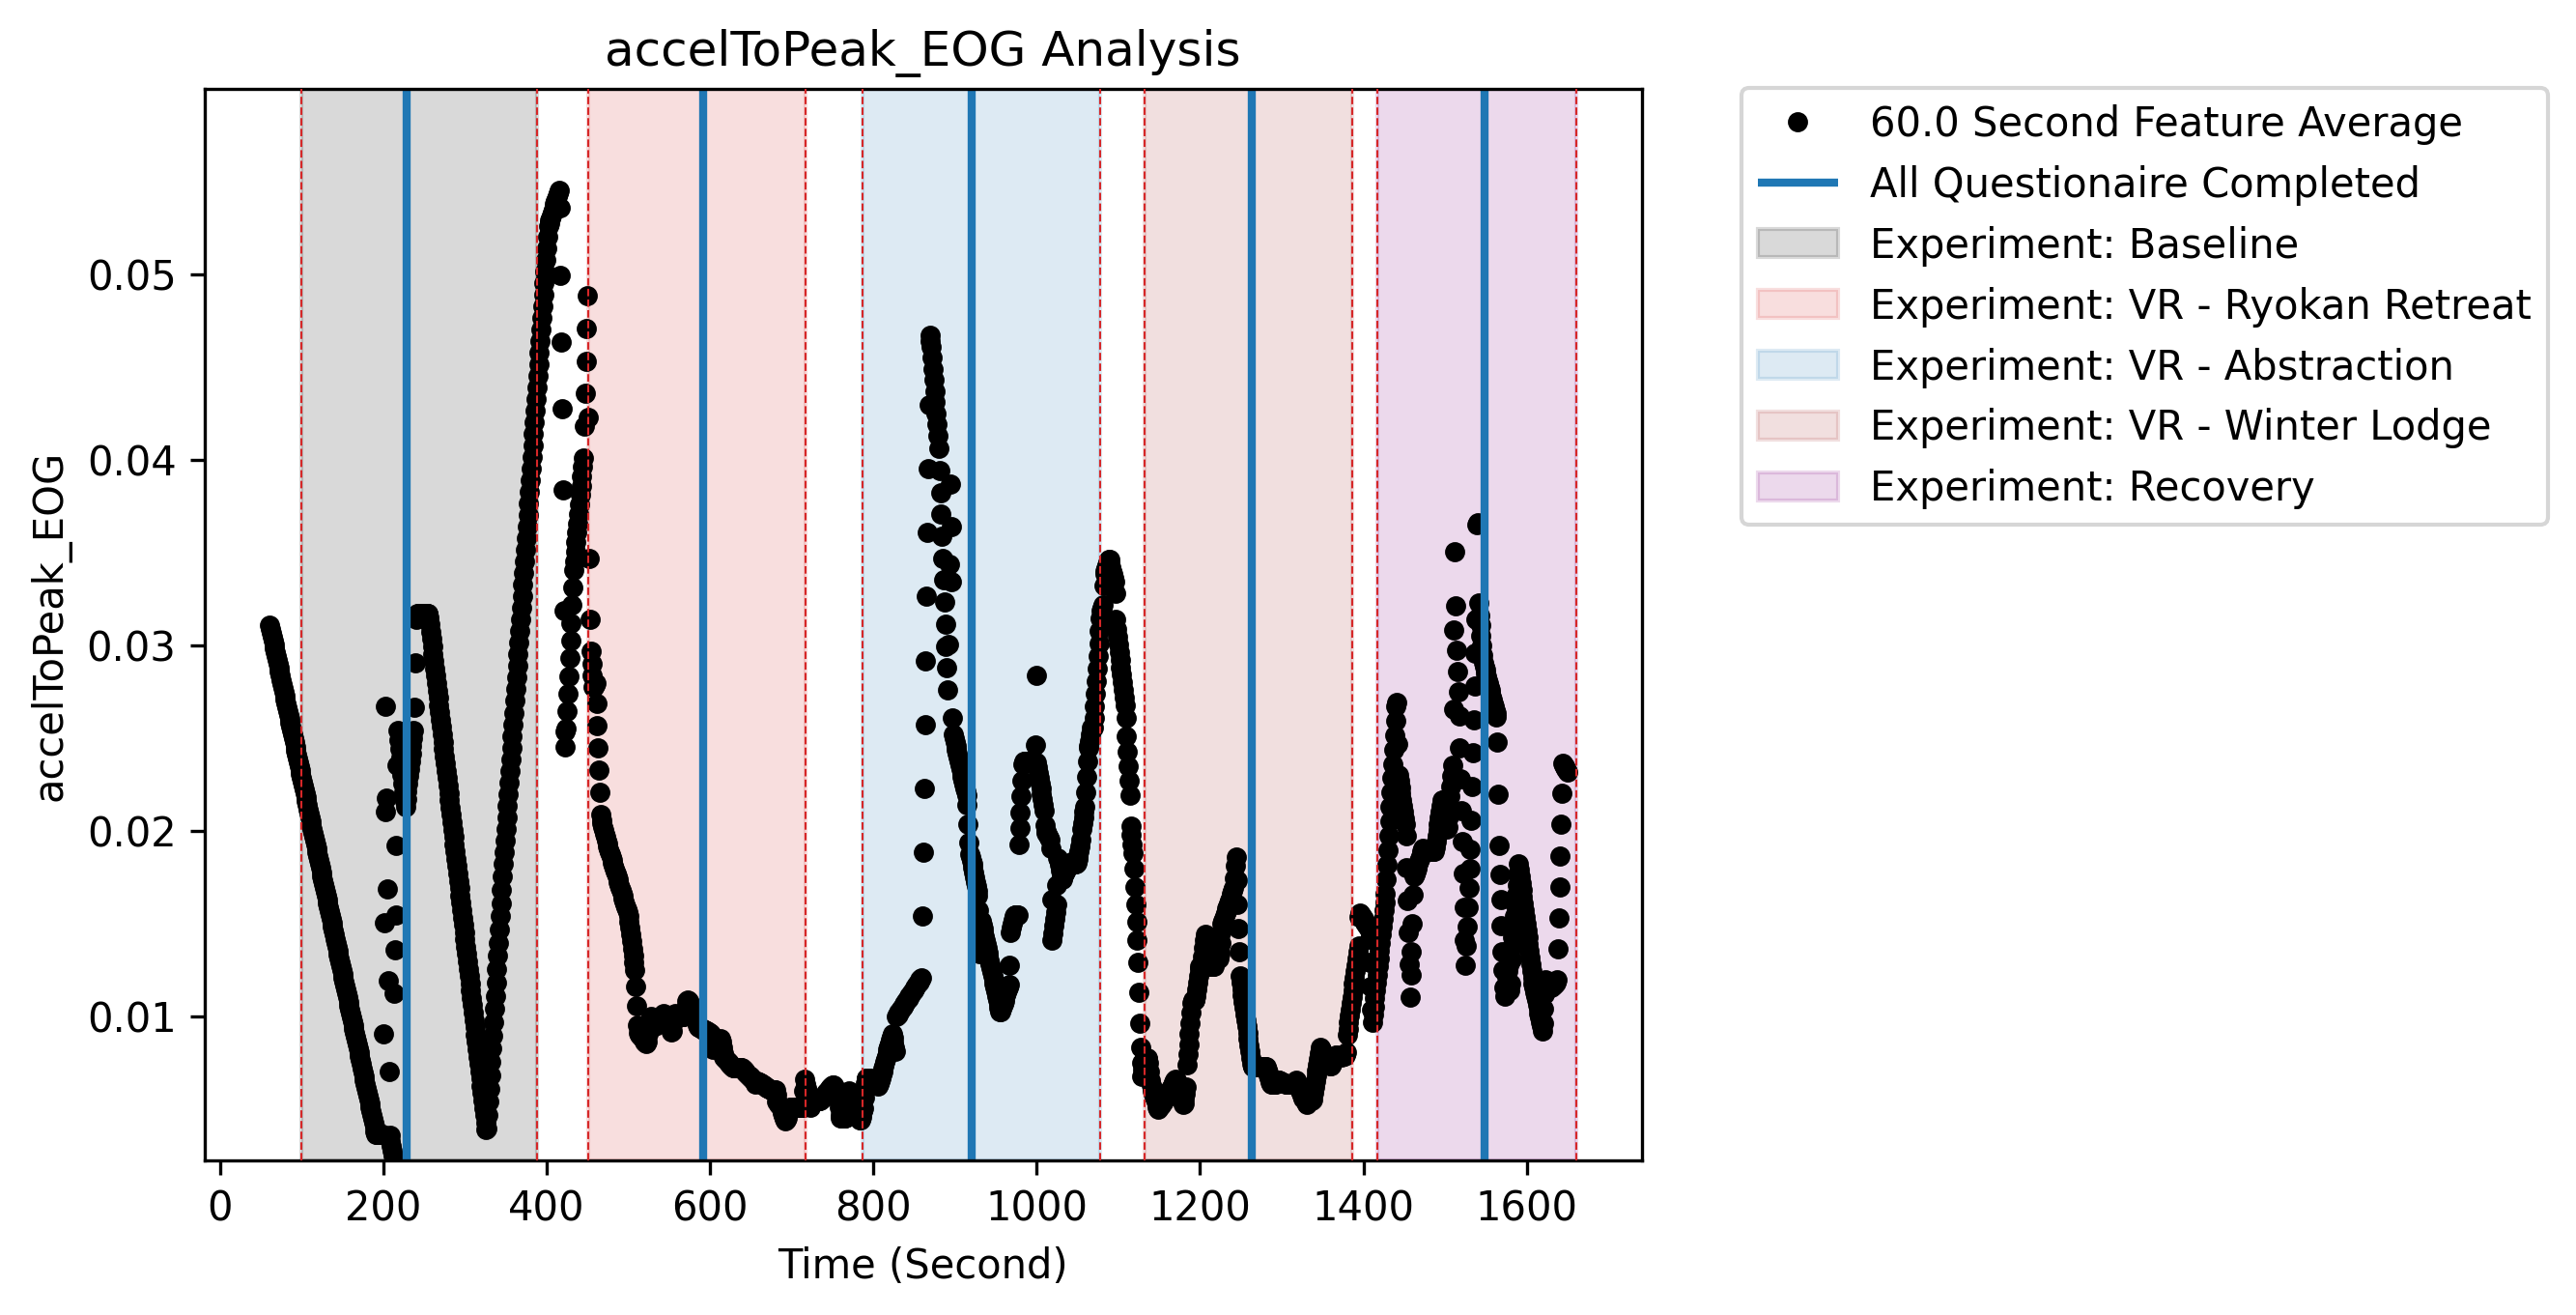 accelToPeak_EOG Analysis
accelToPeak_EOG
0.05
0.04
0.03
0.02
0.01
0
200
400
600
800
1000
1200
1400
1600
Time (Second)
60.0 Second Feature Average
All Questionaire Completed
Experiment: Baseline
Experiment: VR - Ryokan Retreat
Experiment: VR - Abstraction
Experiment: VR - Winter Lodge
Experiment: Recovery